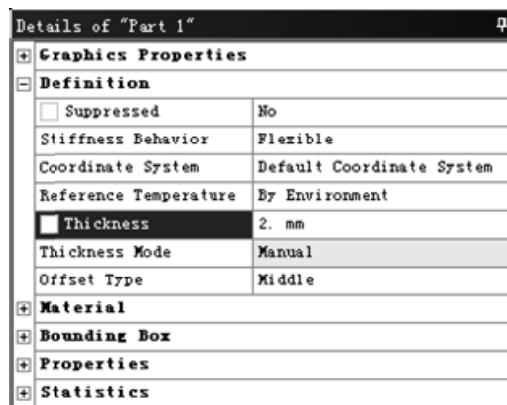 Details of "Part 1"
Graphics Properties
Definition
Suppressed No
Stiffness Behavior Flexible
Coordinate System Default Coordinate System
Reference Temperature By Environment
Thickness 2. mm
Thickness Mode Manual
Offset Type Middle
Material
Bounding Box
Properties
Statistics